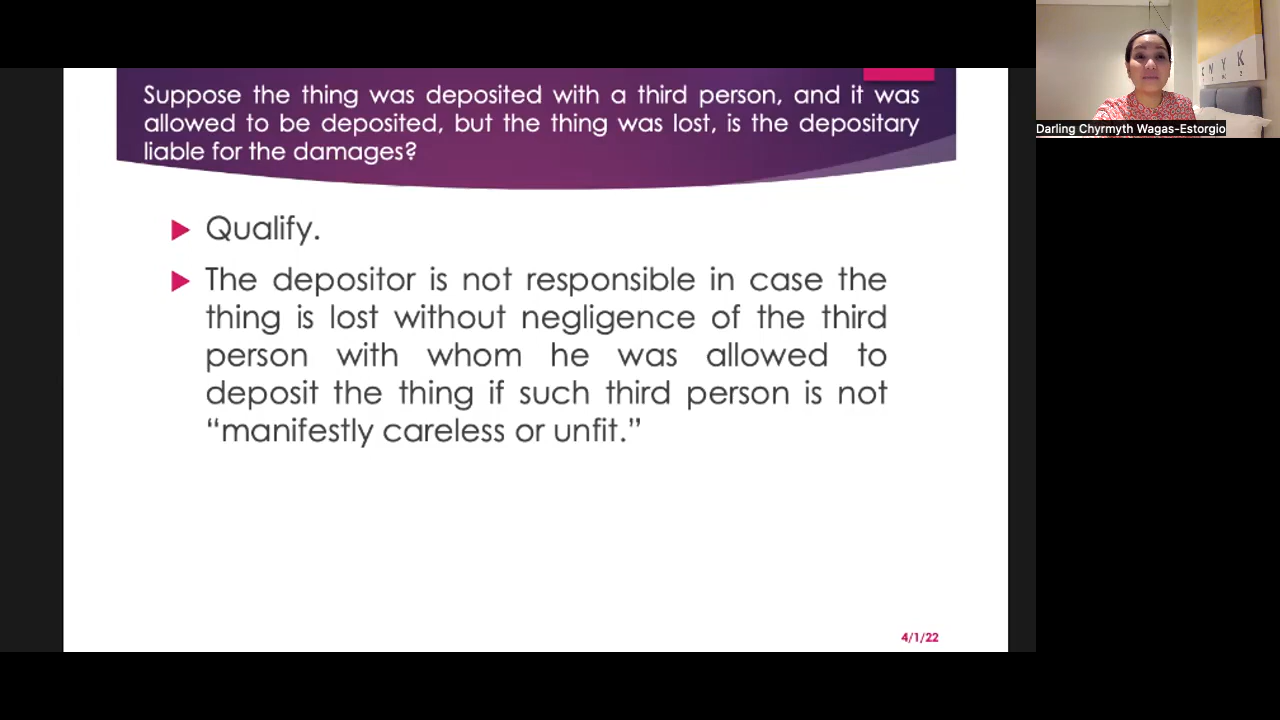 Suppose the thing was deposited with a third person, and it was
allowed to be deposited, but the thing was lost, is the depositary
liable for the damages?
Qualify.
The depositor is not responsible in case the
thing is lost without negligence of the third
person with whom he was allowed to
deposit the thing if such third person is not
“manifestly careless or unfit.”
4/1/22
Darling Chyrmyth Wagas-Estorgio